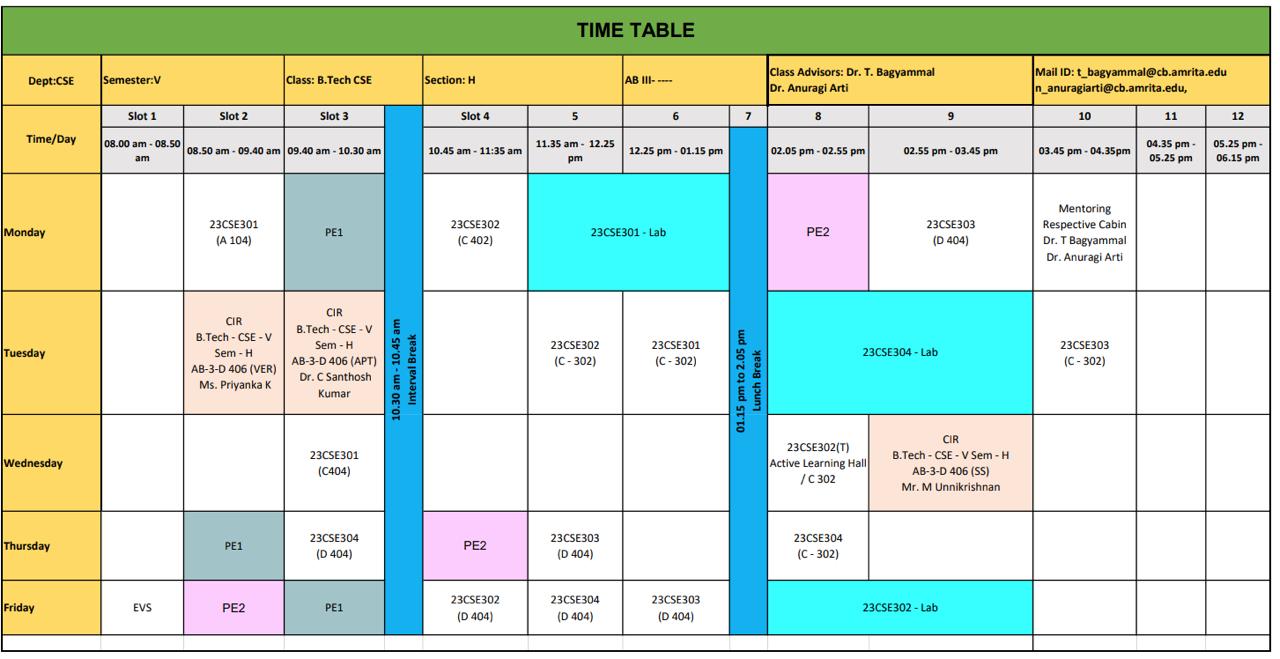 TIME TABLE
Dept:CSE
Semester:V
Class: B.Tech CSE
Section: H
AB III- ----
Class Advisors: Dr. T. Bagyammal
Dr. Anuragi Arti
Mail ID: t_bagyammal@cb.amrita.edu
n_anuragiarti@cb.amrita.edu,
Time/Day
Slot 1
Slot 2
Slot 3
Slot 4
5
6
7
8
9
10
11
12
08.00 am - 08.50
am
08.50 am - 09.40 am
09.40 am - 10.30 am
10.30 am - 10.45 am
Interval Break
10.45 am - 11:35 am
11.35 am - 12.25
pm
12.25 pm - 01.15 pm
01.15 pm to 2.05 pm
Lunch Break
02.05 pm - 02.55 pm
02.55 pm - 03.45 pm
03.45 pm - 04.35pm
04.35 pm -
05.25 pm
05.25 pm -
06.15 pm
Monday
23CSE301
(A 104)
PE1
23CSE302
(C 402)
23CSE301 - Lab
PE2
23CSE303
(D 404)
Mentoring
Respective Cabin
Dr. T Bagyammal
Dr. Anuragi Arti
Tuesday
CIR
B.Tech - CSE - V
Sem - H
AB-3-D 406 (VER)
Ms. Priyanka K
CIR
B.Tech - CSE - V
Sem - H
AB-3-D 406 (APT)
Dr. C Santhosh
Kumar
23CSE302
(C - 302)
23CSE301
(C - 302)
23CSE304 - Lab
23CSE303
(C - 302)
Wednesday
23CSE301
(C404)
23CSE302(T)
Active Learning Hall
/ C 302
CIR
B.Tech - CSE - V Sem - H
AB-3-D 406 (SS)
Mr. M Unnikrishnan
Thursday
PE1
23CSE304
(D 404)
PE2
23CSE303
(D 404)
23CSE304
(C - 302)
Friday
EVS
PE2
PE1
23CSE302
(D 404)
23CSE304
(D 404)
23CSE303
(D 404)
23CSE302 - Lab